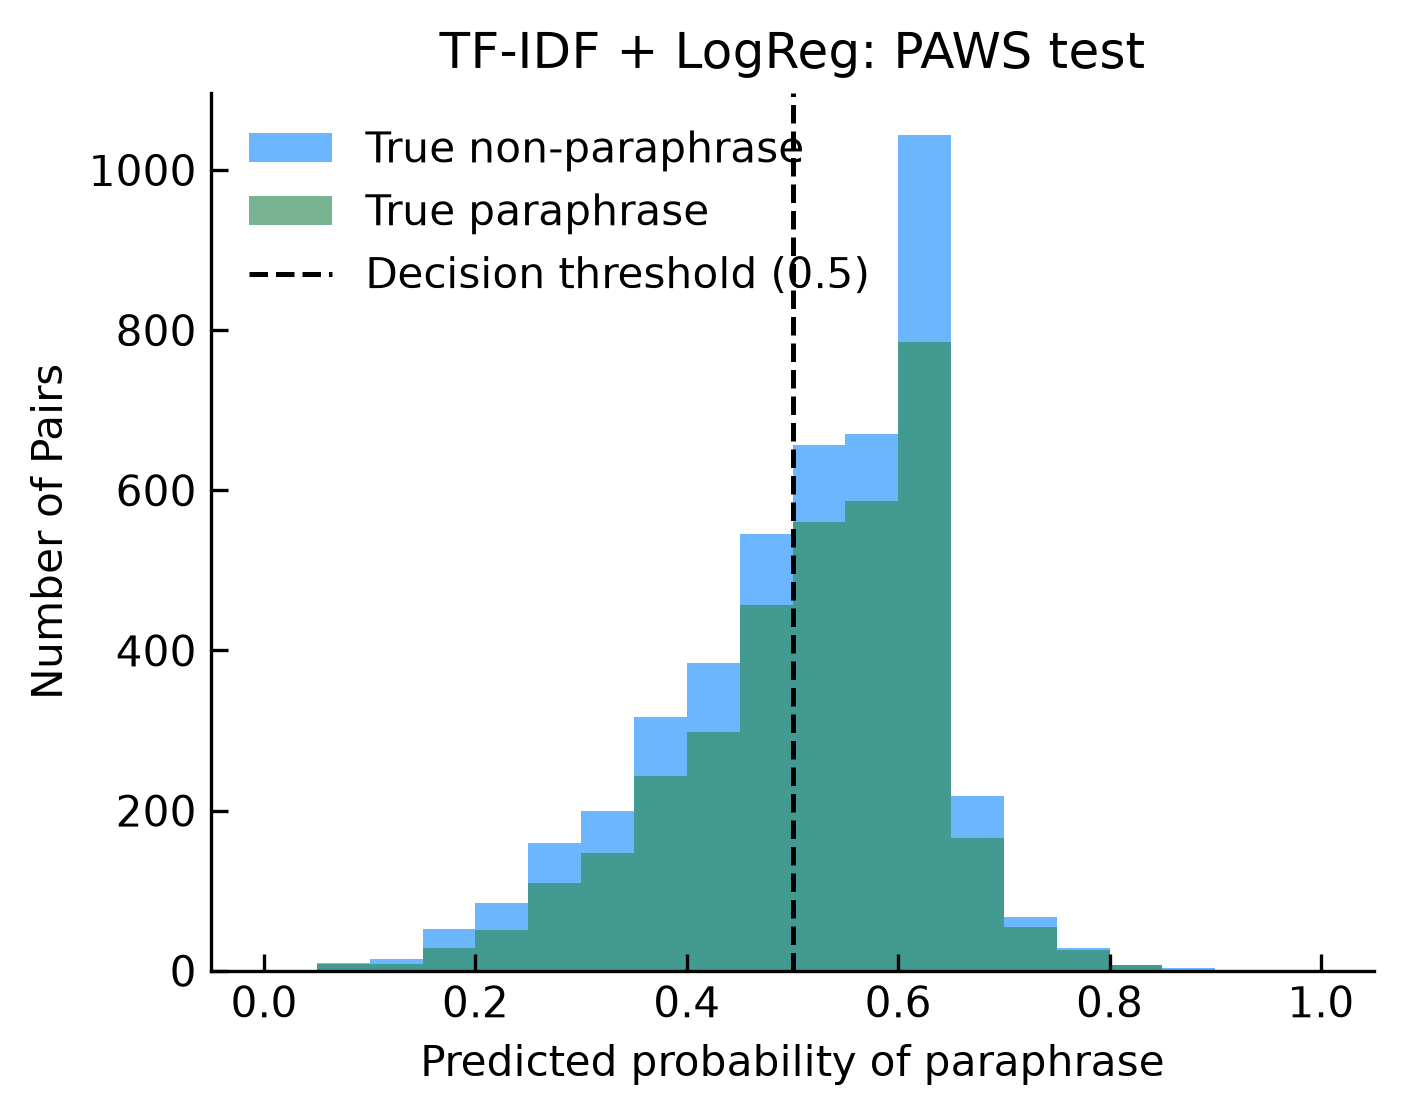 TF-IDF + LogReg: PAWS test
True non-paraphrase
True paraphrase
Decision threshold (0.5)
Number of Pairs
1000
800
600
400
200
0
0.0 0.2 0.4 0.6 0.8 1.0
Predicted probability of paraphrase